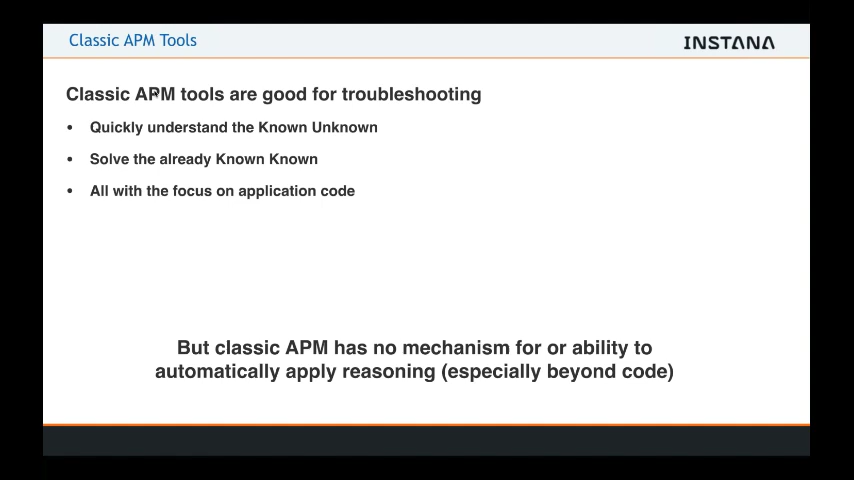 Classic APM Tools
INSTANA
Classic APM tools are good for troubleshooting
• Quickly understand the Known Unknown
• Solve the already Known Known
• All with the focus on application code
But classic APM has no mechanism for or ability to
automatically apply reasoning (especially beyond code)